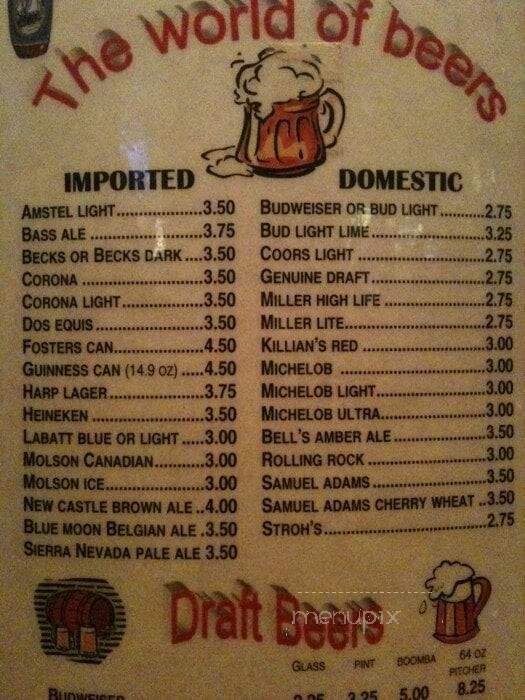 The world of beers
IMPORTED
AMSTEL LIGHT.....................3.50
BASS ALE ...........................3.75
BECKS OR BECKS DARK....3.50
CORONA .............................3.50
CORONA LIGHT....................3.50
DOS EQUIS..........................3.50
FOSTERS CAN......................4.50
GUINNESS CAN (14.9 OZ) .....4.50
HARP LAGER.......................3.75
HEINEKEN ..........................3.50
LABATT BLUE OR LIGHT .....3.00
MOLSON CANADIAN............3.00
MOLSON ICE........................3.00
NEW CASTLE BROWN ALE ..4.00
BLUE MOON BELGIAN ALE .3.50
SIERRA NEVADA PALE ALE 3.50
DOMESTIC
BUDWEISER OR BUD LIGHT..........2.75
BUD LIGHT LIME.........................3.25
COORS LIGHT ............................2.75
GENUINE DRAFT.........................2.75
MILLER HIGH LIFE .....................2.75
MILLER LITE...............................2.75
KILLIAN'S RED ...........................3.00
MICHELOB .................................3.00
MICHELOB LIGHT.......................3.00
MICHELOB ULTRA......................3.00
BELL'S AMBER ALE ...................3.50
ROLLING ROCK .........................3.00
SAMUEL ADAMS ........................3.50
SAMUEL ADAMS CHERRY WHEAT ..3.50
STROH'S....................................2.75
Draft Beers
menupix
GLASS PINT BOOMBA 64 OZ PITCHER
BUDWEISER 3.25 5.00 8.25